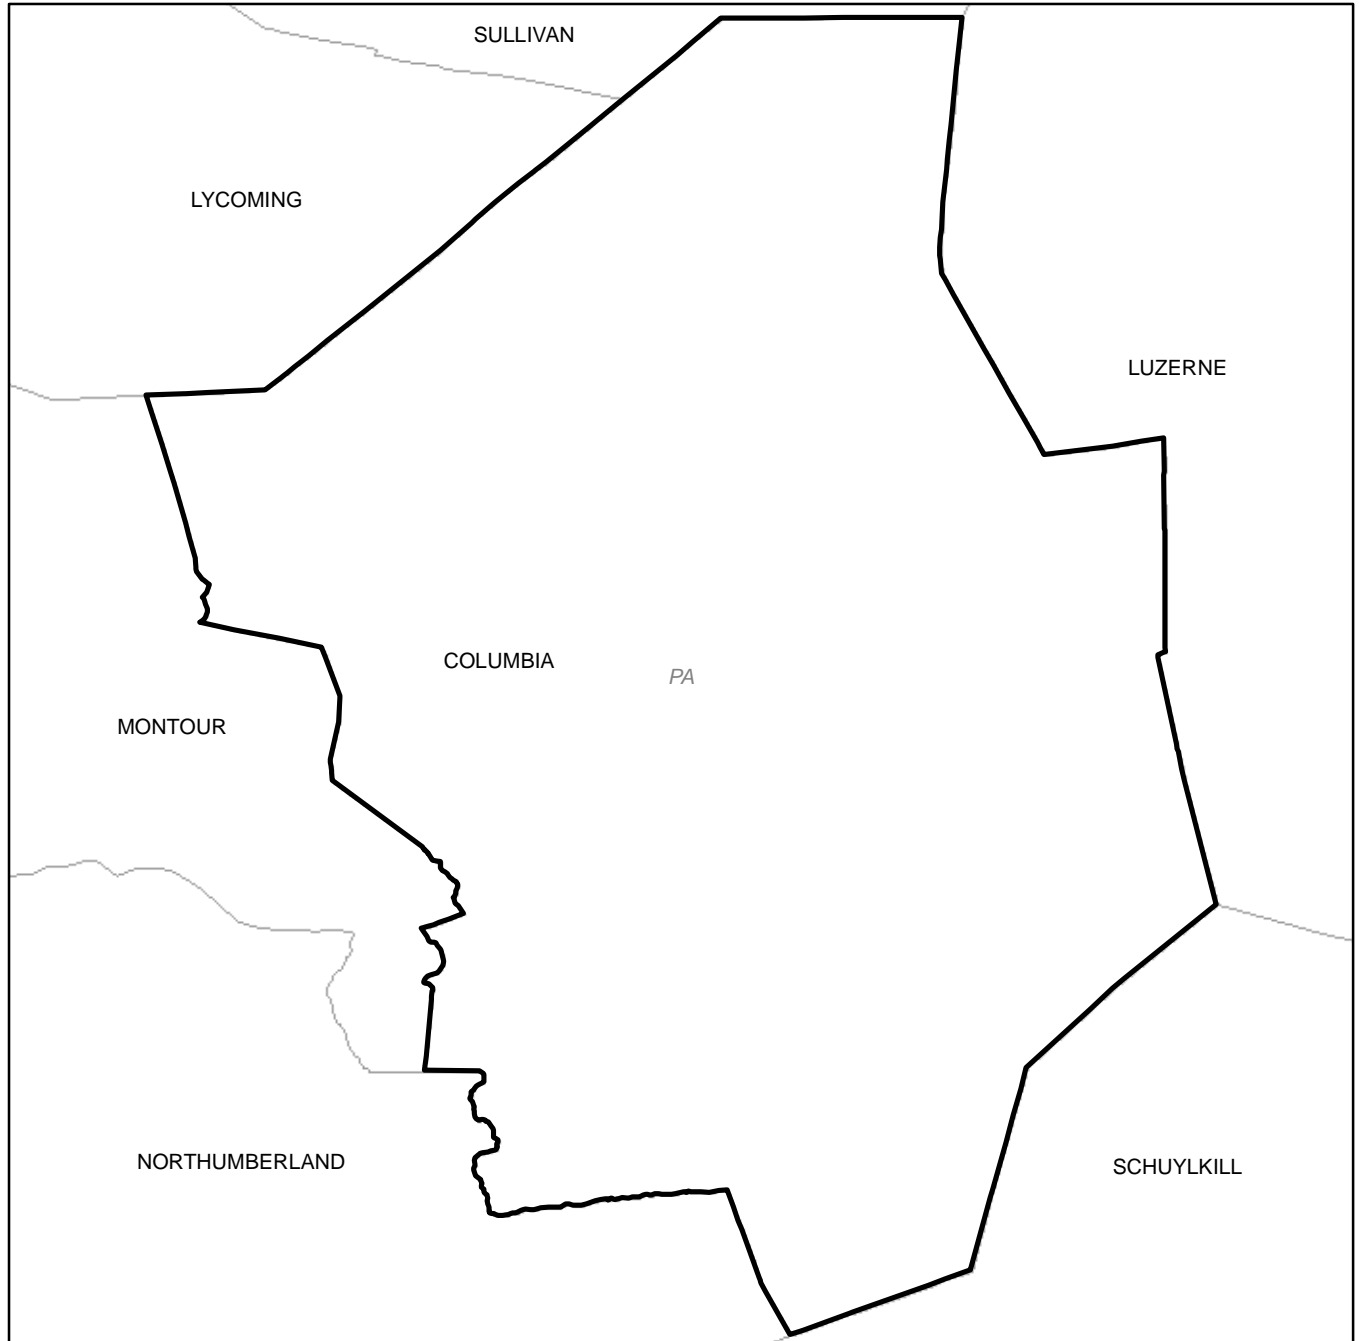 SULLIVAN
LYCOMING
LUZERNE
COLUMBIA
PA
MONTOUR
NORTHUMBERLAND
SCHUYLKILL